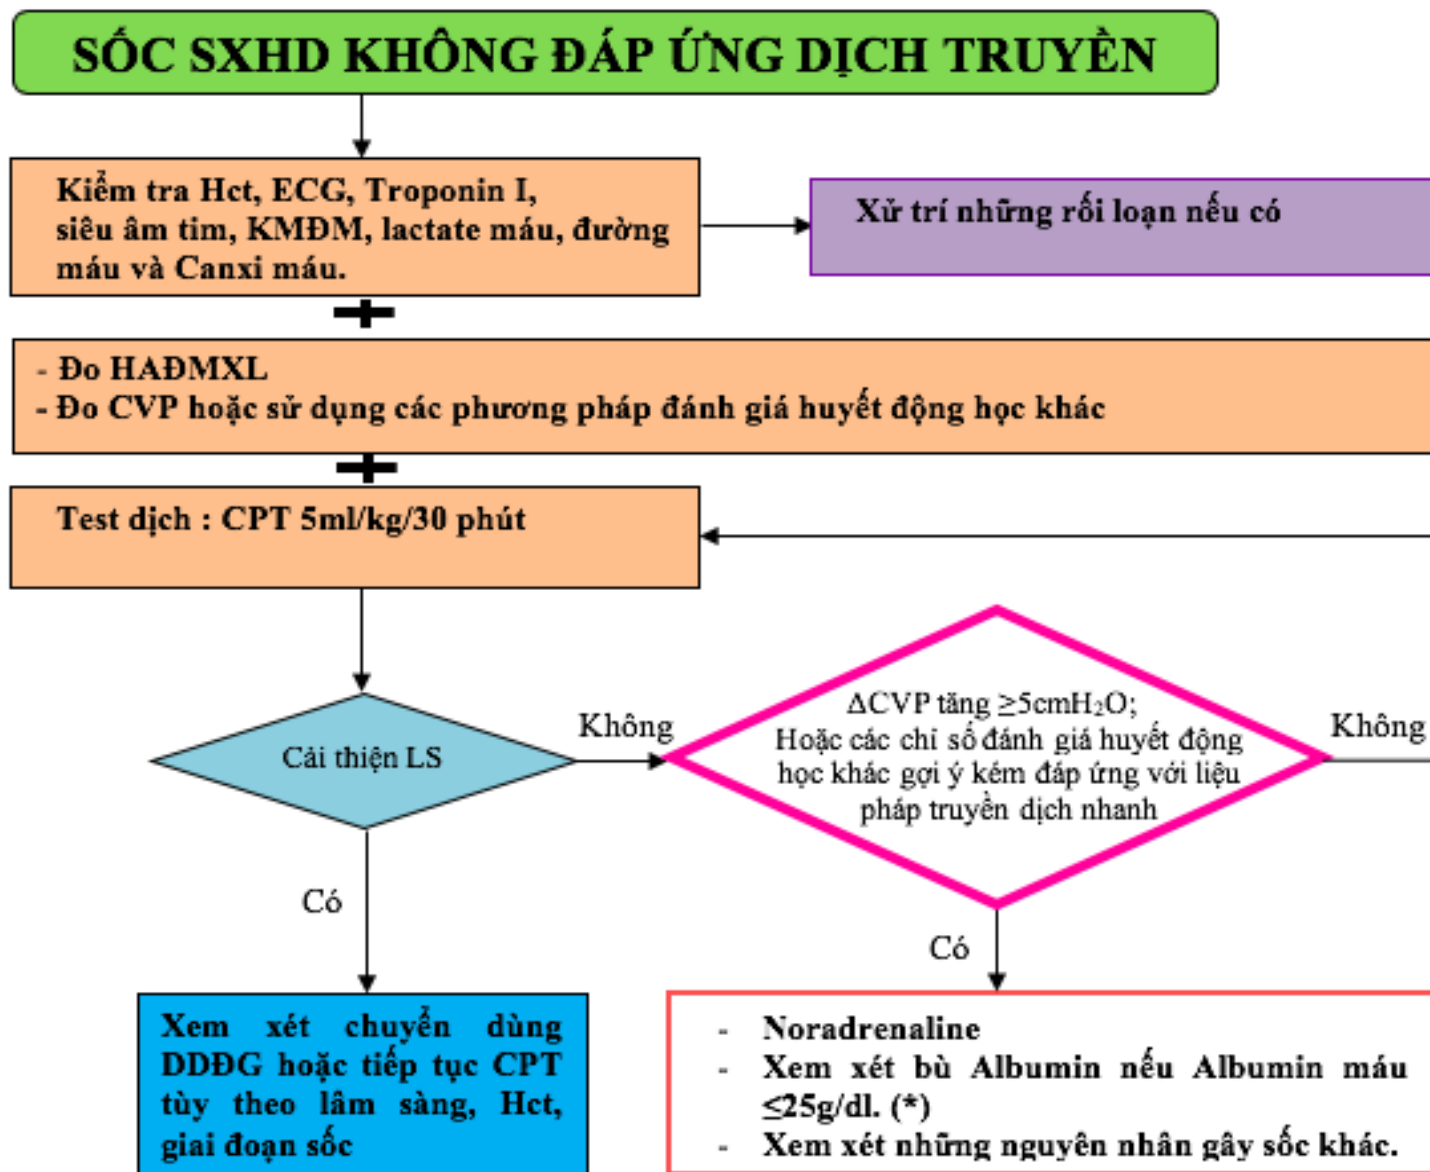 SỐC SXHD KHÔNG ĐÁP ỨNG DỊCH TRUYỀN
Kiểm tra Hct, ECG, Troponin I,
siêu âm tim, KMĐM, lactate máu, đường
máu và Canxi máu.
Xử trí những rối loạn nếu có
- Đo HAĐMXL
- Đo CVP hoặc sử dụng các phương pháp đánh giá huyết động học khác
Test dịch : CPT 5ml/kg/30 phút
Cải thiện LS
Không
ΔCVP tăng ≥5cmH₂O;
Hoặc các chỉ số đánh giá huyết động
học khác gợi ý kém đáp ứng với liệu
pháp truyền dịch nhanh
Không
Có
Có
Xem xét chuyển dùng
DDĐG hoặc tiếp tục CPT
tùy theo lâm sàng, Hct,
giai đoạn sốc
- Noradrenaline
- Xem xét bù Albumin nếu Albumin máu
≤25g/dl. (*)
- Xem xét những nguyên nhân gây sốc khác.